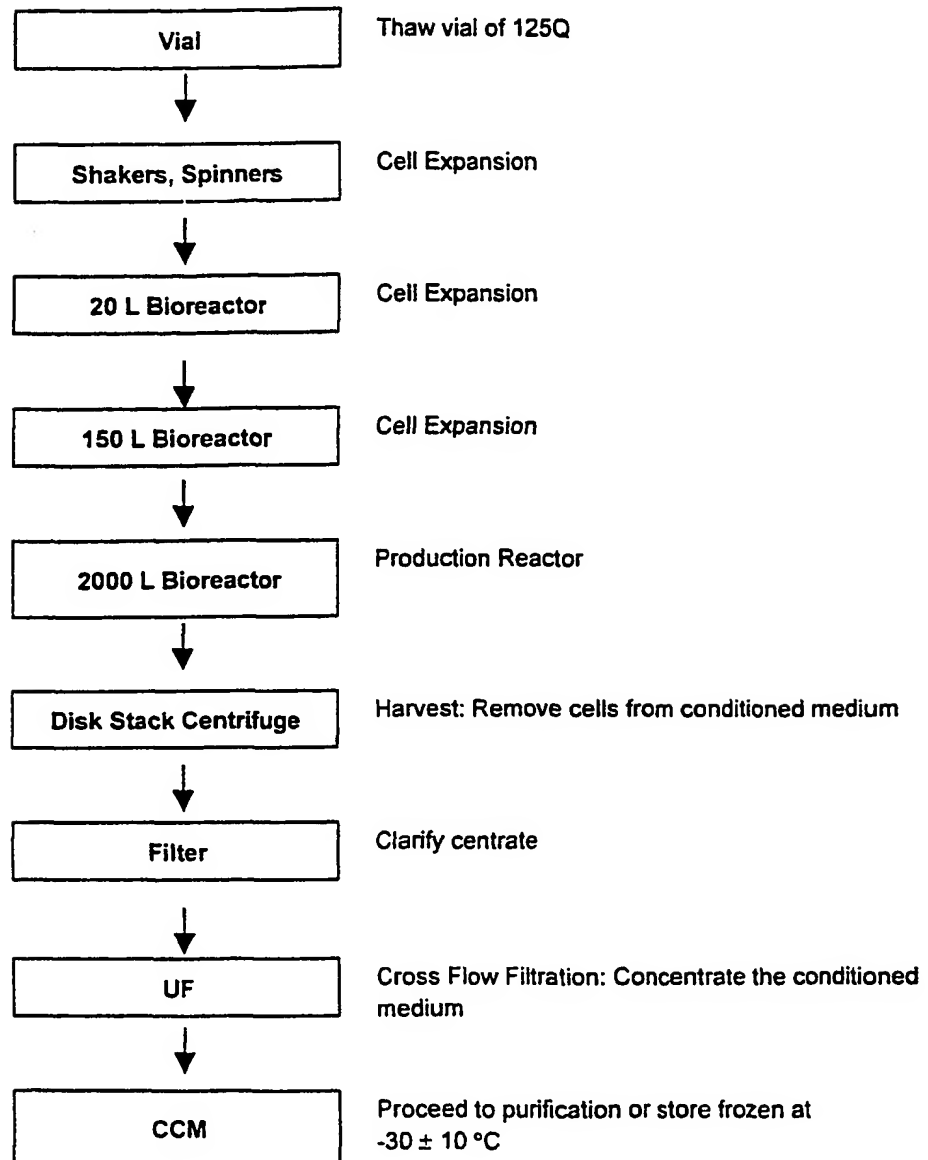 Vial
Thaw vial of 125Q
Shakers, Spinners
Cell Expansion
20 L Bioreactor
Cell Expansion
150 L Bioreactor
Cell Expansion
2000 L Bioreactor
Production Reactor
Disk Stack Centrifuge
Harvest: Remove cells from conditioned medium
Filter
Clarify centrate
UF
Cross Flow Filtration: Concentrate the conditioned
medium
CCM
Proceed to purification or store frozen at
-30 ± 10 °C